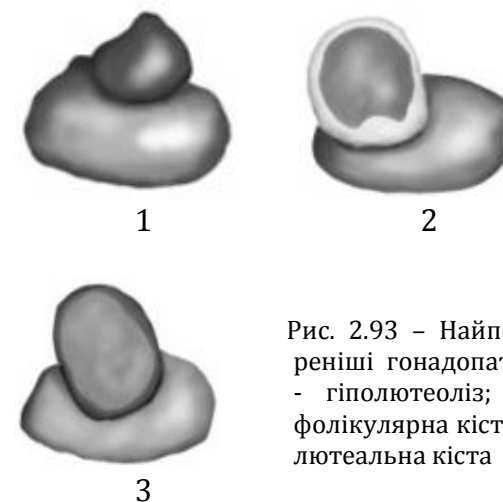 1
2
3
Рис. 2.93 – Найп
реніші гонадопат
- гіполютеоліз;
фолікулярна кіст
лютеальна кіста